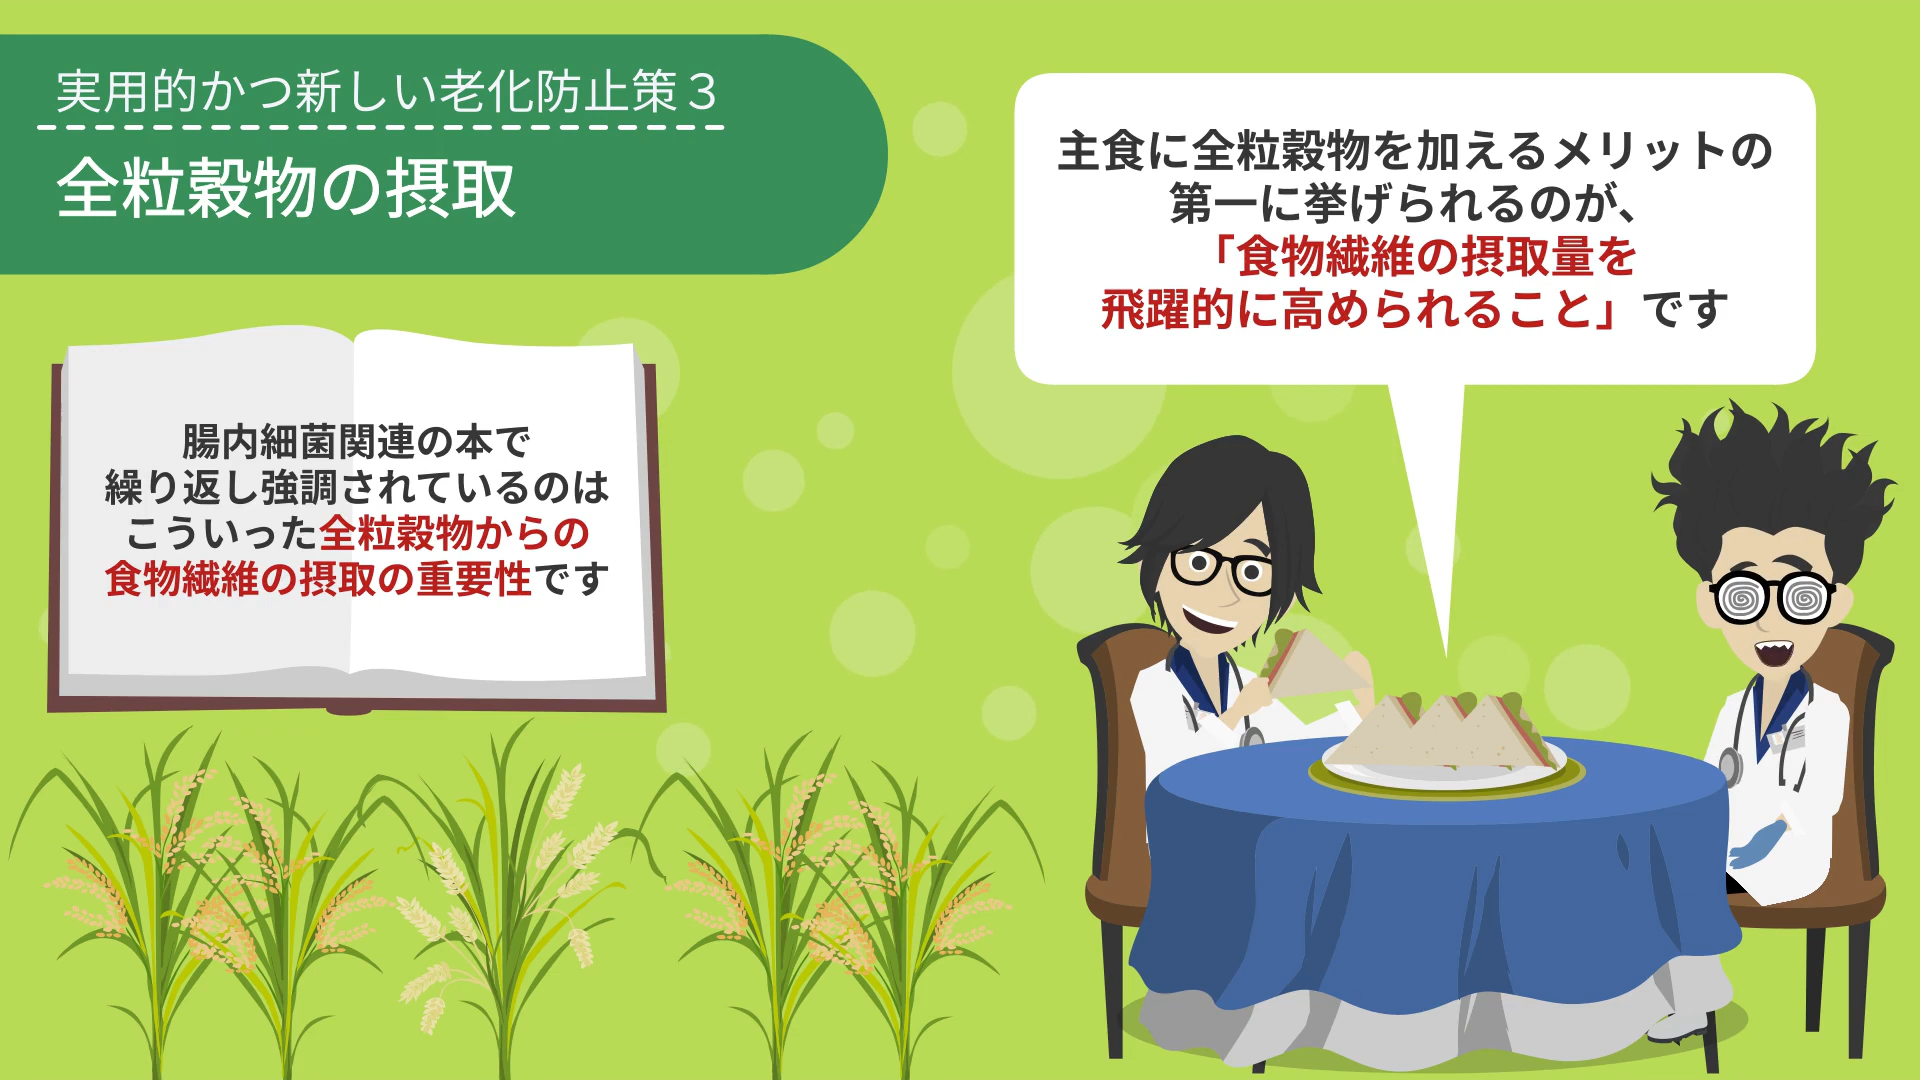 実用的かつ新しい老化防止策３
全粒穀物の摂取
主食に全粒穀物を加えるメリットの
第一に挙げられるのが、
「食物繊維の摂取量を
飛躍的に高められること」です
腸内細菌関連の本で
繰り返し強調されているのは
こういった全粒穀物からの
食物繊維の摂取の重要性です